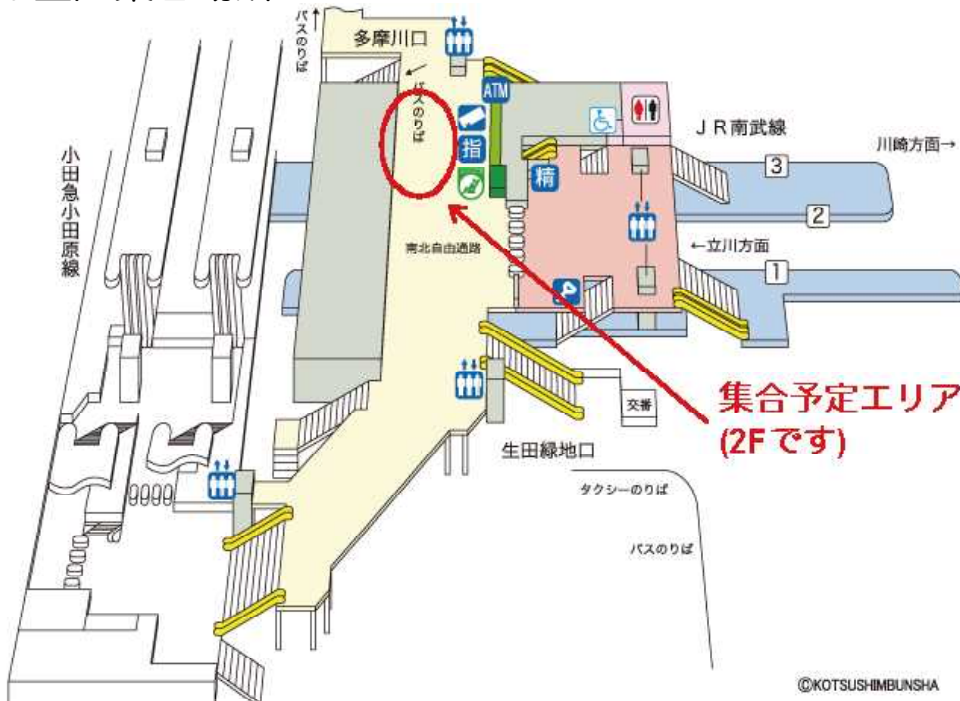 バスのりば
多摩川口
バスのりば
ATM
指
精
JR南武線
川崎方面→
3
2
小田急小田原線
南北自由通路
←立川方面
1
集合予定エリア
(2Fです)
交番
生田緑地口
タクシーのりば
バスのりば
©KOTSUSHIMBUNSHA